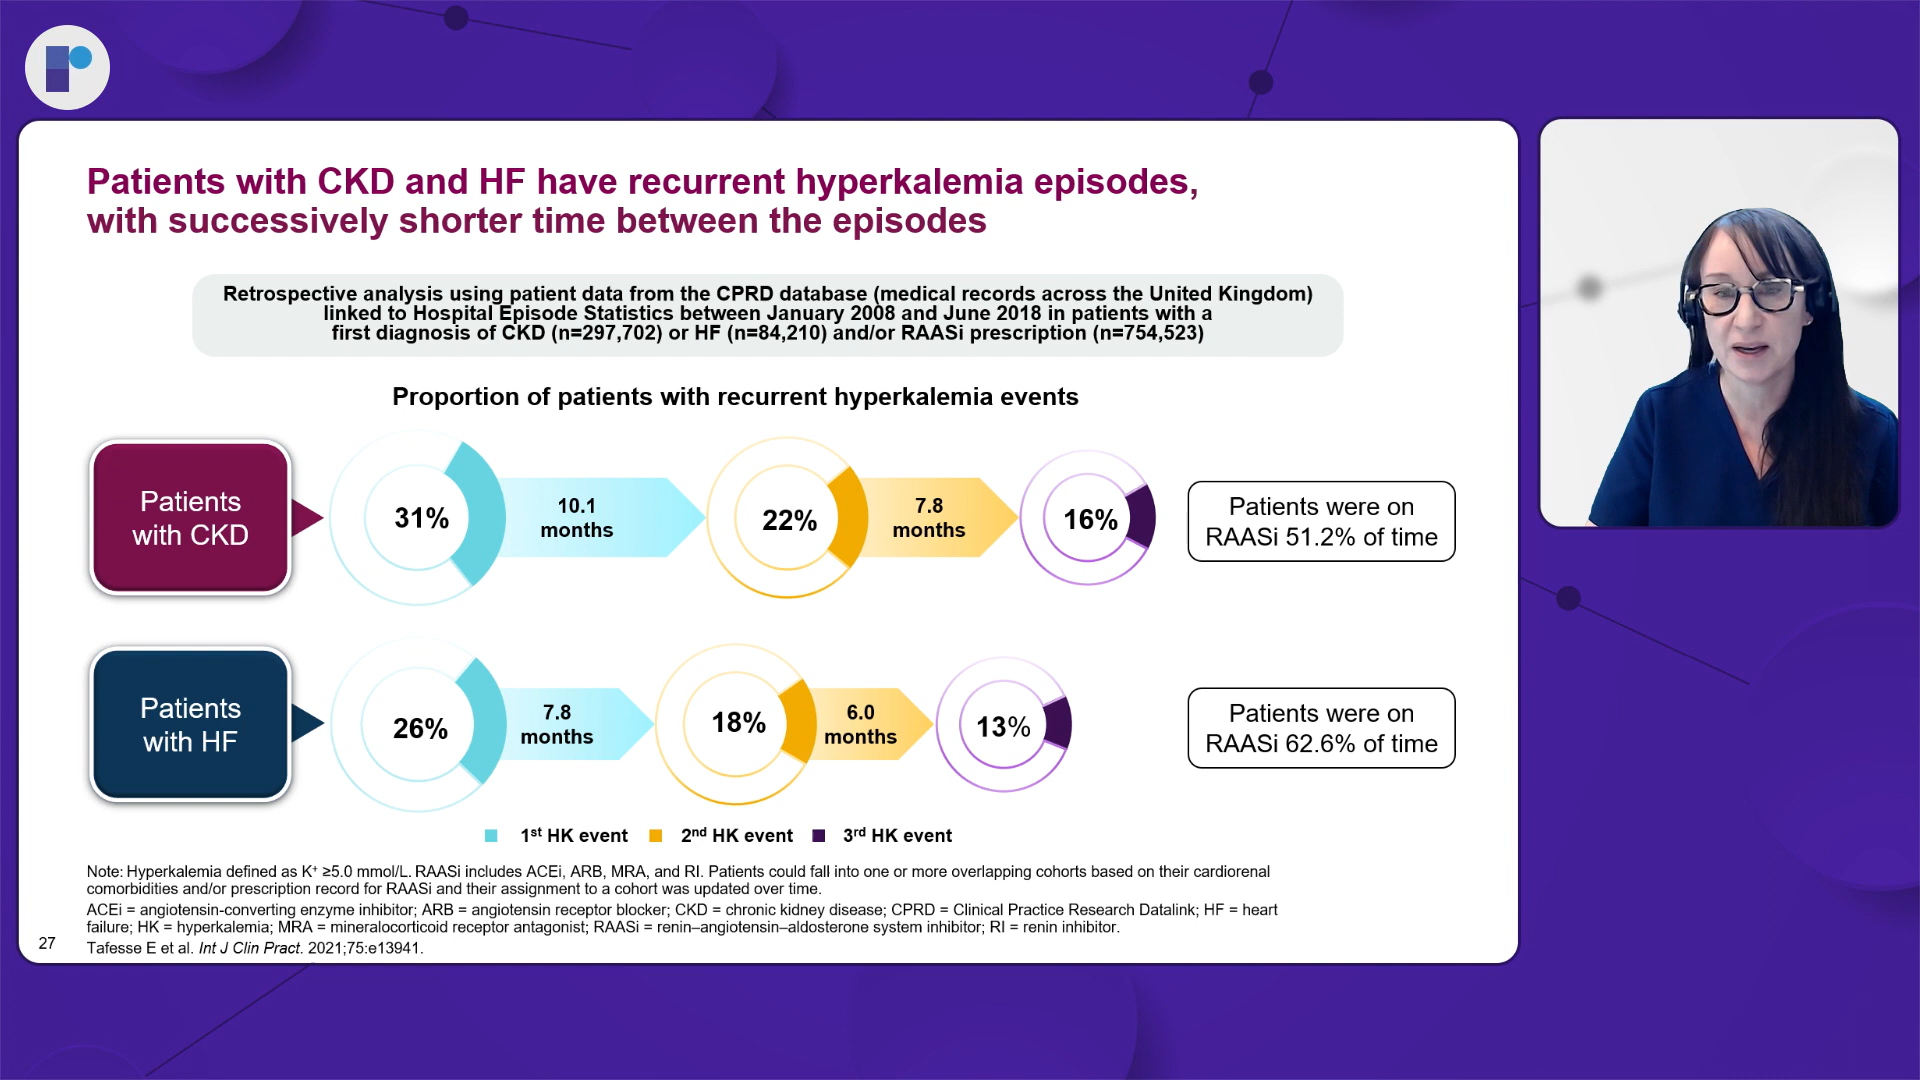 Patients with CKD and HF have recurrent hyperkalemia episodes,
with successively shorter time between the episodes
Retrospective analysis using patient data from the CPRD database (medical records across the United Kingdom)
linked to Hospital Episode Statistics between January 2008 and June 2018 in patients with a
first diagnosis of CKD (n=297,702) or HF (n=84,210) and/or RAASi prescription (n=754,523)
Proportion of patients with recurrent hyperkalemia events
Patients
with CKD
31%
10.1
months
22%
7.8
months
16%
Patients were on
RAASi 51.2% of time
Patients
with HF
26%
7.8
months
18%
6.0
months
13%
Patients were on
RAASi 62.6% of time
1st HK event
2nd HK event
3rd HK event
Note: Hyperkalemia defined as K⁺ ≥5.0 mmol/L. RAASi includes ACEi, ARB, MRA, and RI. Patients could fall into one or more overlapping cohorts based on their cardiorenal
comorbidities and/or prescription record for RAASi and their assignment to a cohort was updated over time.
ACEi = angiotensin-converting enzyme inhibitor; ARB = angiotensin receptor blocker; CKD = chronic kidney disease; CPRD = Clinical Practice Research Datalink; HF = heart
failure; HK = hyperkalemia; MRA = mineralocorticoid receptor antagonist; RAASi = renin–angiotensin–aldosterone system inhibitor; RI = renin inhibitor.
27
Tafesse E et al. Int J Clin Pract. 2021;75:e13941.